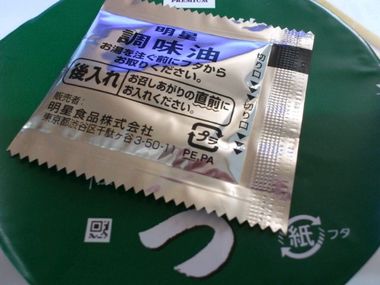 PREMIUM
明星
調味油
お湯を注ぐ前にフタから
お取りください。
後入れ
お召しあがりの直前に
お入れください。
切り口
切り口
販売者:
明星食品株式会社
東京都渋谷区千駄ヶ谷3-50-11
プラ
PE,PA
紙
フタ